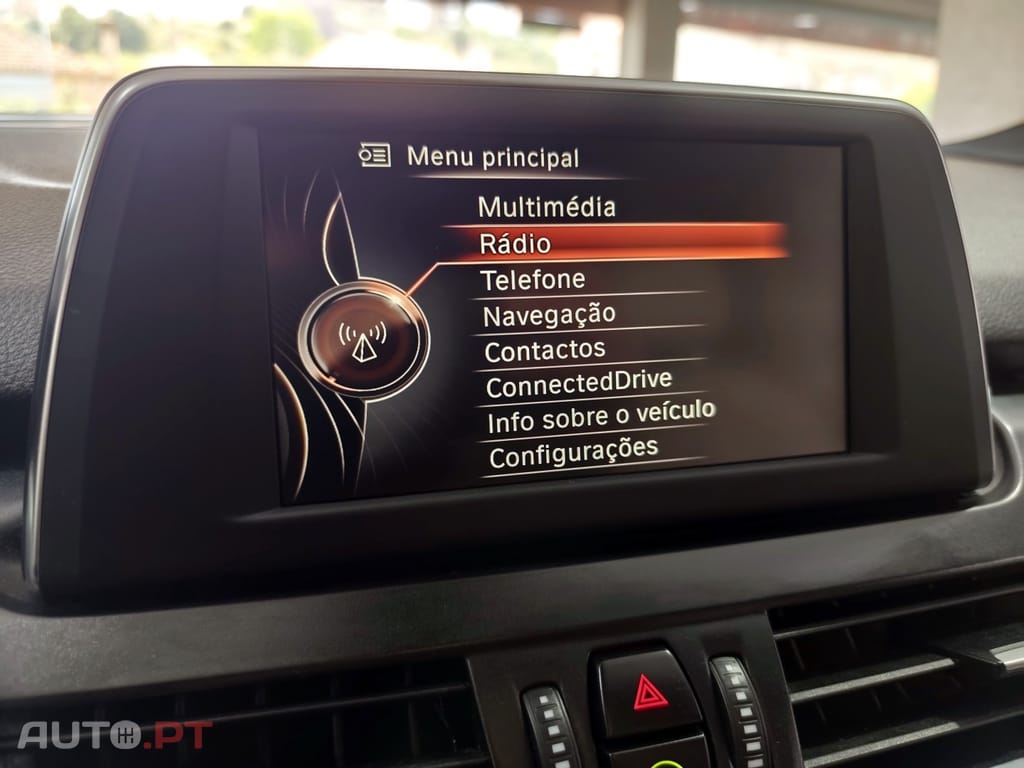 Menu principal
Multimédia
Rádio
Telefone
Navegação
Contactos
ConnectedDrive
Info sobre o veículo
Configurações
AUTO.PT